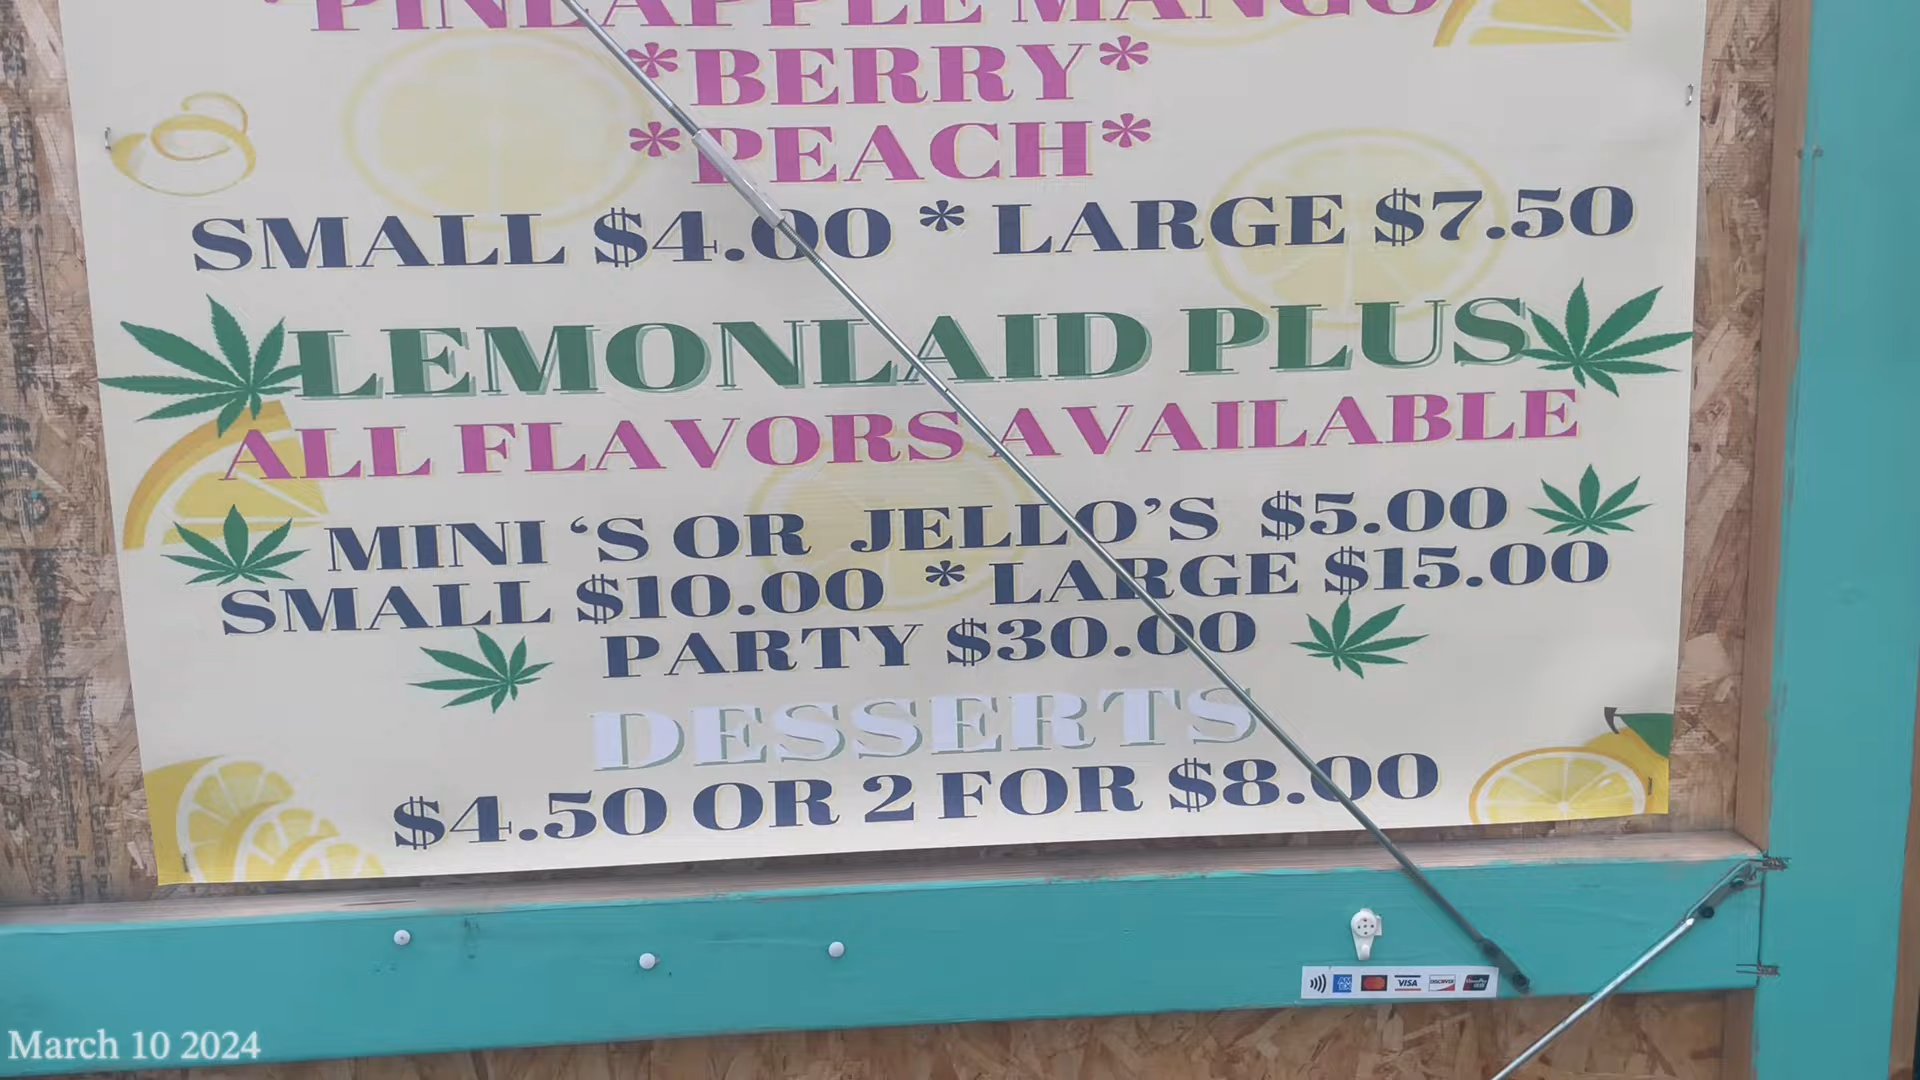 *PINEAPPLE MANGO
*BERRY*
*PEACH*
SMALL $4.00 * LARGE $7.50
LEMONLAID PLUS
ALL FLAVORS AVAILABLE
MINI 'S OR JELLO'S $5.00
SMALL $10.00 * LARGE $15.00
PARTY $30.00
DESSERTS
$4.50 OR 2 FOR $8.00
VISA
DISCOVER
March 10 2024